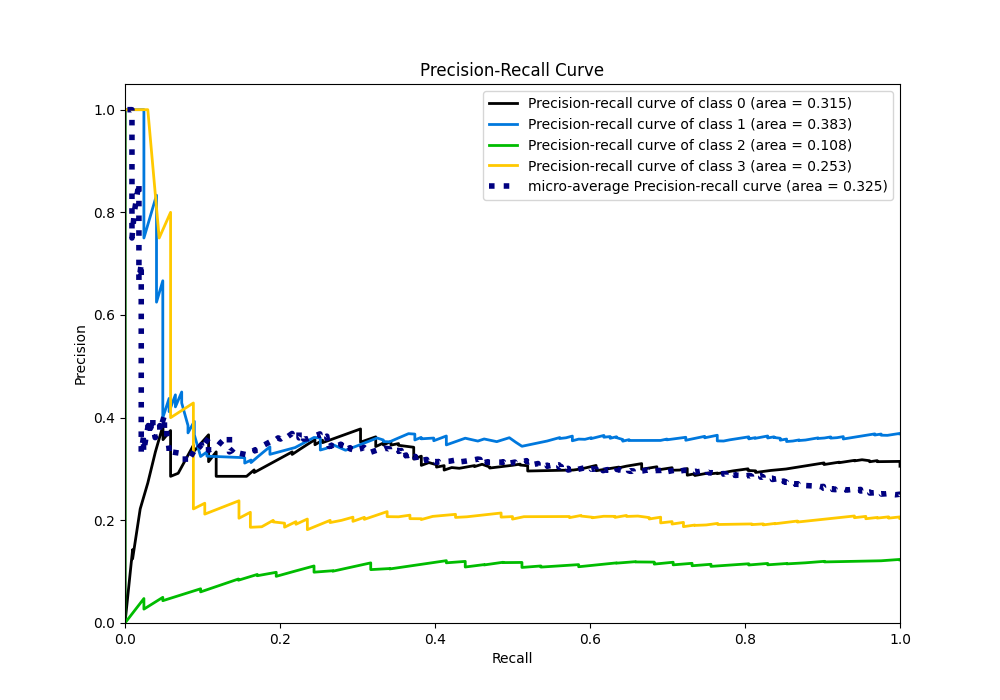 Precision-Recall Curve
Precision-recall curve of class 0 (area = 0.315)
Precision-recall curve of class 1 (area = 0.383)
Precision-recall curve of class 2 (area = 0.108)
Precision-recall curve of class 3 (area = 0.253)
micro-average Precision-recall curve (area = 0.325)
1.0
0.8
0.6
0.4
0.2
0.0
Precision
0.0 0.2 0.4 0.6 0.8 1.0
Recall